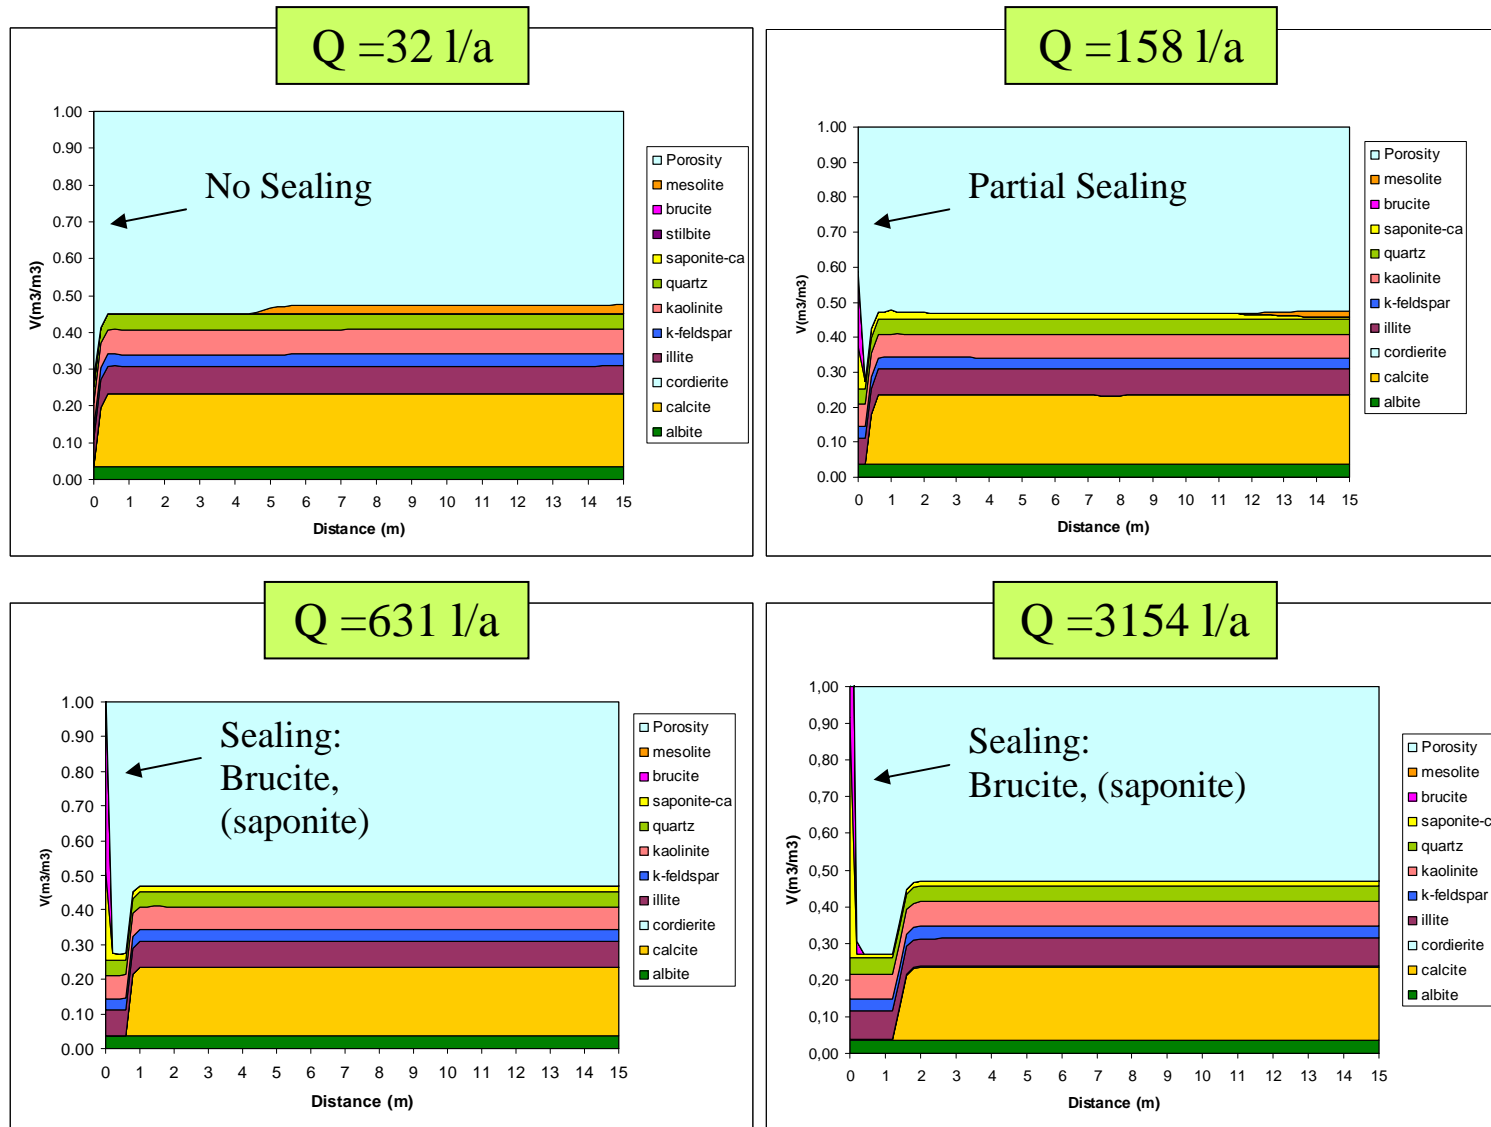 Q =32 l/a
1.00
0.90
0.80
0.70
0.60
0.50
0.40
0.30
0.20
0.10
0.00
V(m3/m3)
No Sealing
0 1 2 3 4 5 6 7 8 9 10 11 12 13 14 15
Distance (m)
Porosity
mesolite
brucite
stilbite
saponite-ca
quartz
kaolinite
k-feldspar
illite
cordierite
calcite
albite
Q =158 l/a
1.00
0.90
0.80
0.70
0.60
0.50
0.40
0.30
0.20
0.10
0.00
V(m3/m3)
Partial Sealing
0 1 2 3 4 5 6 7 8 9 10 11 12 13 14 15
Distance (m)
Porosity
mesolite
brucite
saponite-ca
quartz
kaolinite
k-feldspar
illite
cordierite
calcite
albite
Q =631 l/a
1.00
0.90
0.80
0.70
0.60
0.50
0.40
0.30
0.20
0.10
0.00
V(m3/m3)
Sealing:
Brucite,
(saponite)
0 1 2 3 4 5 6 7 8 9 10 11 12 13 14 15
Distance (m)
Porosity
mesolite
brucite
saponite-ca
quartz
kaolinite
k-feldspar
illite
cordierite
calcite
albite
Q =3154 l/a
1,00
0,90
0,80
0,70
0,60
0,50
0,40
0,30
0,20
0,10
0,00
V(m3/m3)
Sealing:
Brucite, (saponite)
0 1 2 3 4 5 6 7 8 9 10 11 12 13 14 15
Distance (m)
Porosity
mesolite
brucite
saponite-c
quartz
kaolinite
k-feldspar
illite
cordierite
calcite
albite